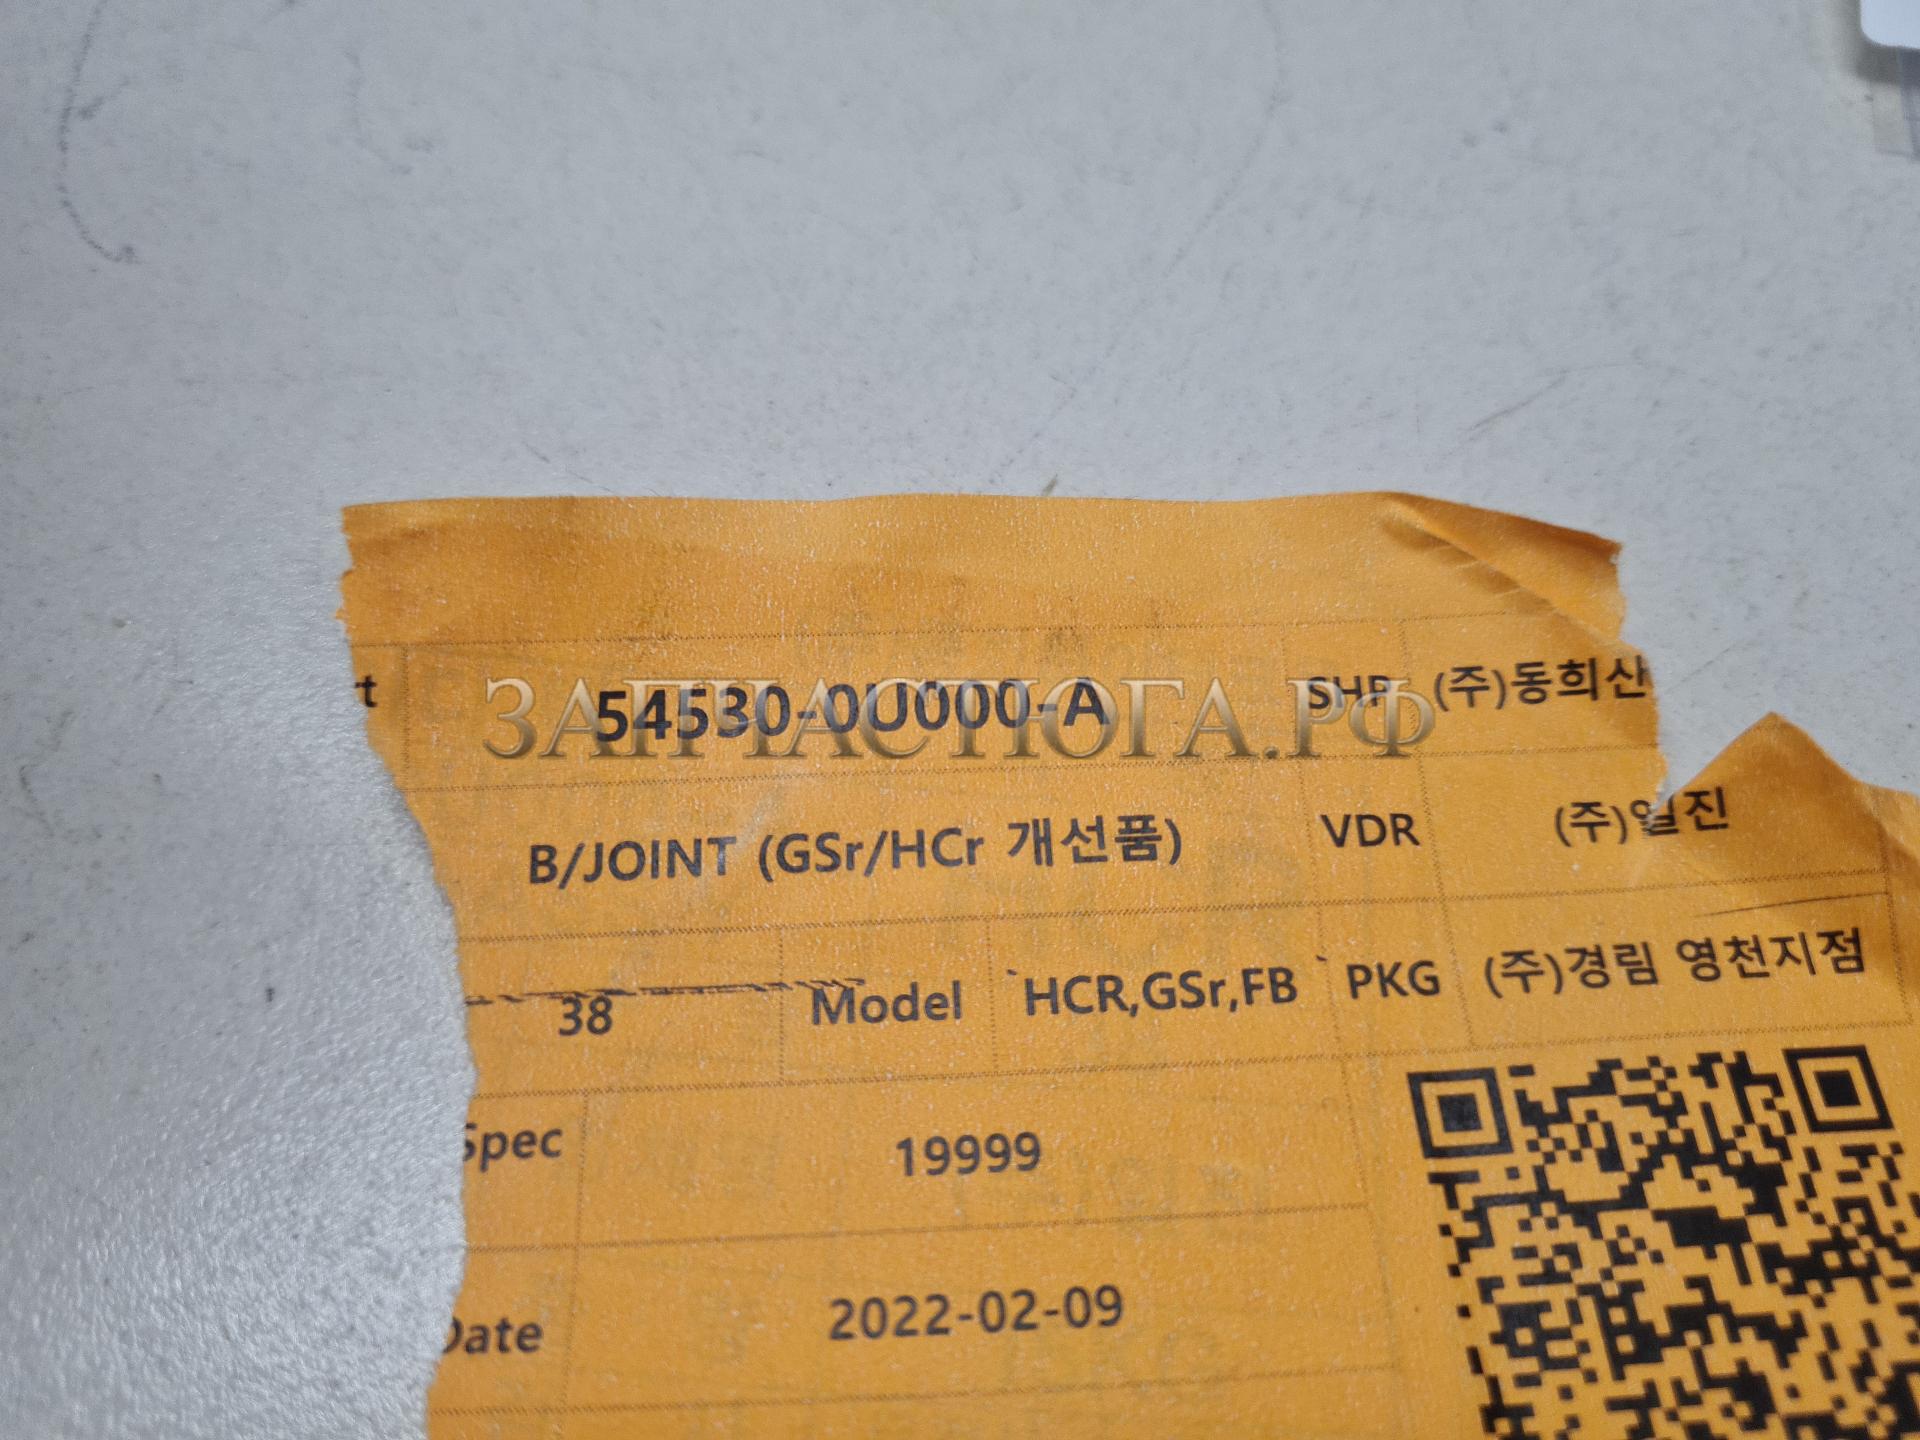 54530-0U000-A SHP (주)동희산
ЗАПЧАСТЮГА.РФ
B/JOINT (GSr/HCr 개선품) VDR (주)일진
38 Model `HCR,GSr,FB ` PKG (주)경림 영천지점
Spec 19999
Date 2022-02-09